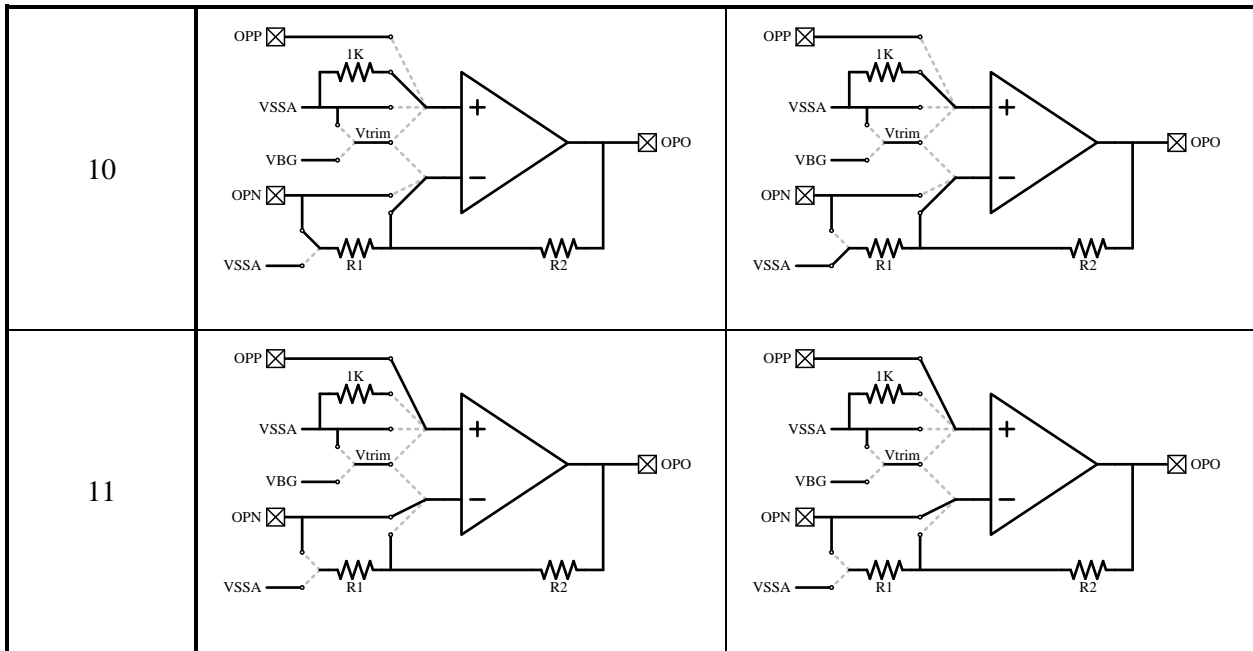 OPP OPP
1K 1K
VSSA + VSSA +
Vtrim OPO Vtrim OPO
10 VBG VBG
OPN − OPN −
VSSA R1 R2 VSSA R1 R2
OPP OPP
1K 1K
VSSA + VSSA +
Vtrim OPO Vtrim OPO
11 VBG VBG
OPN − OPN −
VSSA R1 R2 VSSA R1 R2